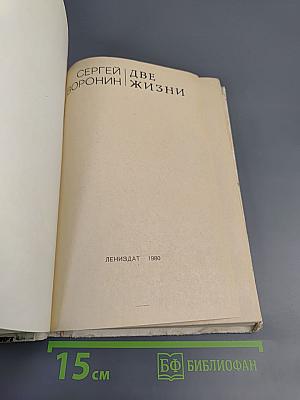 СЕРГЕЙ
ВОРОНИН
ДВЕ
ЖИЗНИ
ЛЕНИЗДАТ 1980
15 см
БФ БИБЛИОФАН